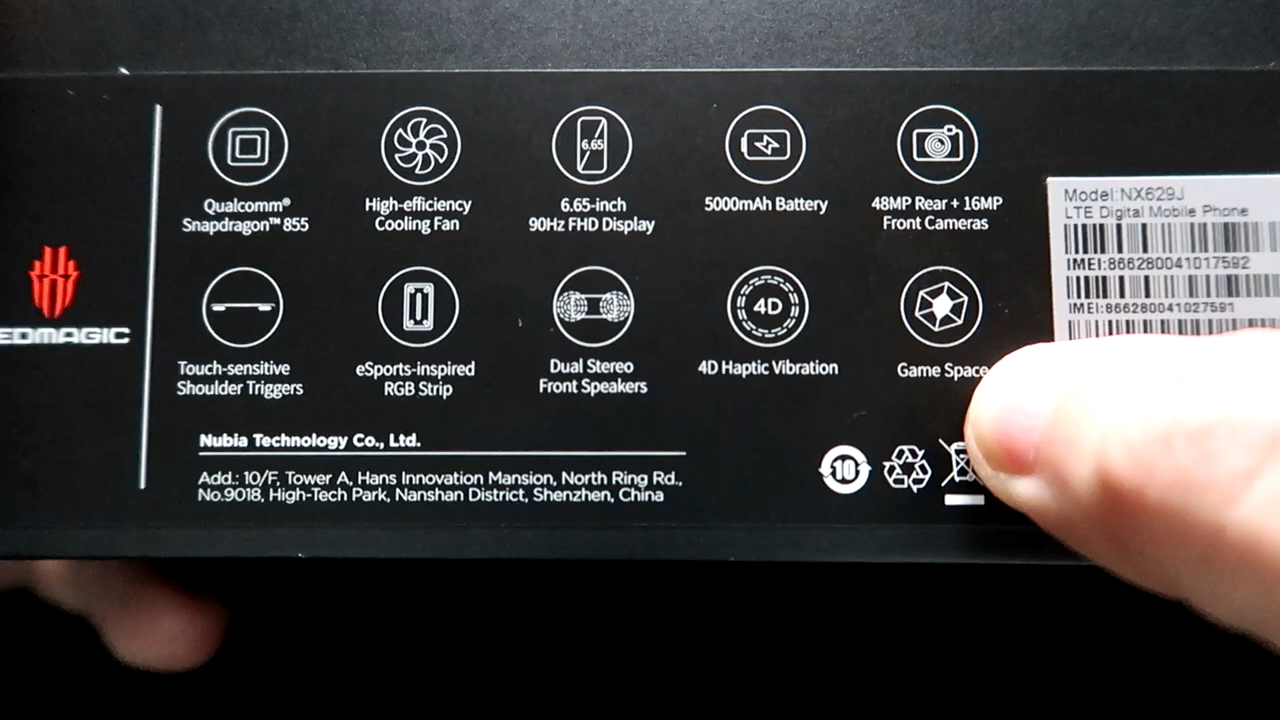 Qualcomm®
Snapdragon™ 855
High-efficiency
Cooling Fan
6.65
6.65-inch
90Hz FHD Display
5000mAh Battery
48MP Rear + 16MP
Front Cameras
EDMAGIC
Touch-sensitive
Shoulder Triggers
eSports-inspired
RGB Strip
Dual Stereo
Front Speakers
4D
4D Haptic Vibration
Game Space
Model:NX629J
LTE Digital Mobile Phone
IMEI:866280041017592
IMEI:866280041027591
Nubia Technology Co., Ltd.
Add.: 10/F, Tower A, Hans Innovation Mansion, North Ring Rd.,
No.9018, High-Tech Park, Nanshan District, Shenzhen, China
10